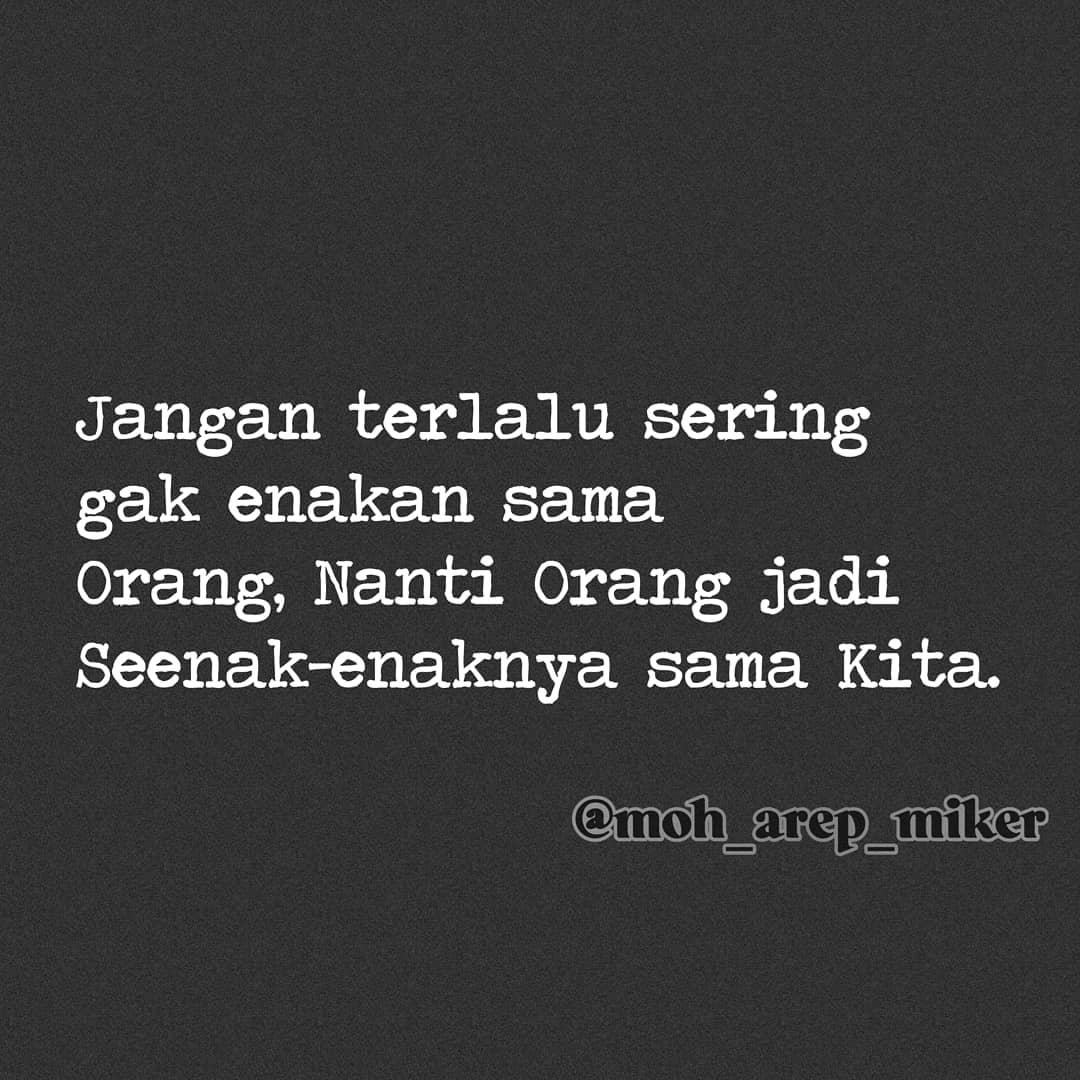 Jangan terlalu sering
gak enakan sama
Orang, Nanti Orang jadi
Seenak-enaknya sama Kita.
@moh_arep_miker